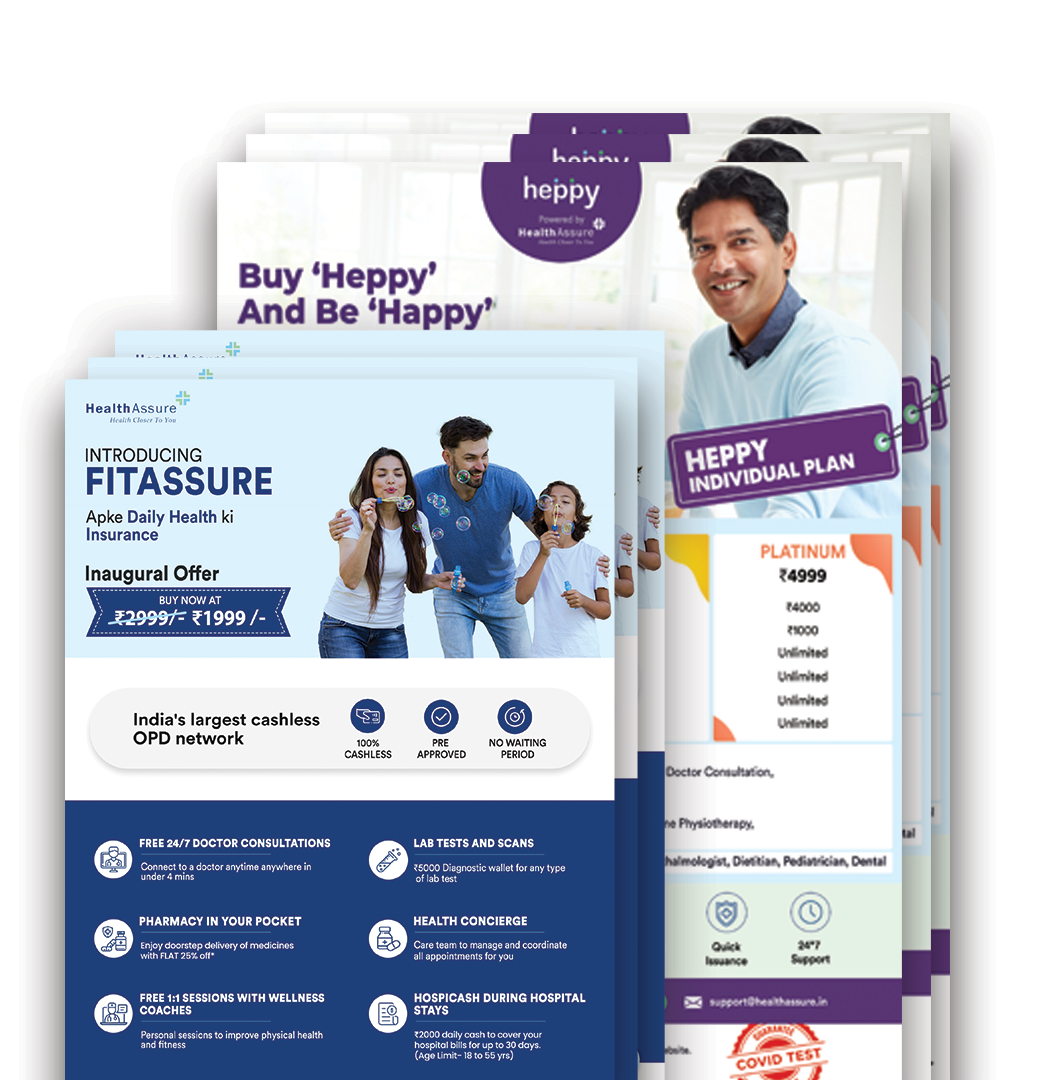 heppy
heppy
Powered by
HealthAssure
Health Closer To You
Buy ‘Heppy’
And Be ‘Happy’
HEPPY
INDIVIDUAL PLAN
PLATINUM
₹4999
₹4000
₹1000
Unlimited
Unlimited
Unlimited
Unlimited
Doctor Consultation,
Physiotherapy,
Dietitian, Pediatrician, Dental
Quick
Issuance
24*7
Support
support@healthassure.in
GUARANTEE
COVID TEST
HealthAssure
Health Closer To You
INTRODUCING
FITASSURE
Apke Daily Health ki
Insurance
Inaugural Offer
BUY NOW AT
₹2999/- ₹1999 /-
India's largest cashless
OPD network
100%
CASHLESS
PRE
APPROVED
NO WAITING
PERIOD
FREE 24/7 DOCTOR CONSULTATIONS
Connect to a doctor anytime anywhere in
under 4 mins
LAB TESTS AND SCANS
₹5000 Diagnostic wallet for any type
of lab test
PHARMACY IN YOUR POCKET
Enjoy doorstep delivery of medicines
with FLAT 25% off*
HEALTH CONCIERGE
Care team to manage and coordinate
all appointments for you
FREE 1:1 SESSIONS WITH WELLNESS
COACHES
Personal sessions to improve physical health
and fitness
HOSPICASH DURING HOSPITAL
STAYS
₹2000 daily cash to cover your
hospital bills for up to 30 days.
(Age Limit- 18 to 55 yrs)